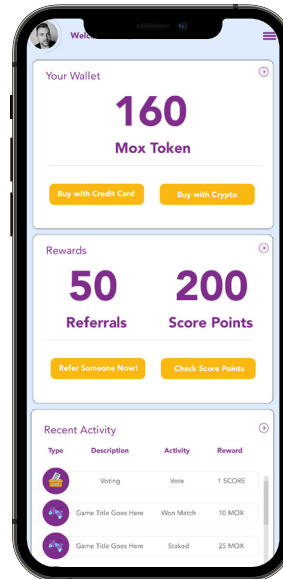 Welc
Your Wallet
160
Mox Token
Buy with Credit Card Buy with Crypto
Rewards
50 200
Referrals Score Points
Refer Someone Now! Check Score Points
Recent Activity
Type Description Activity Reward
Voting Vote 1 SCORE
Game Title Goes Here Won Match 10 MOX
Game Title Goes Here Staked 25 MOX